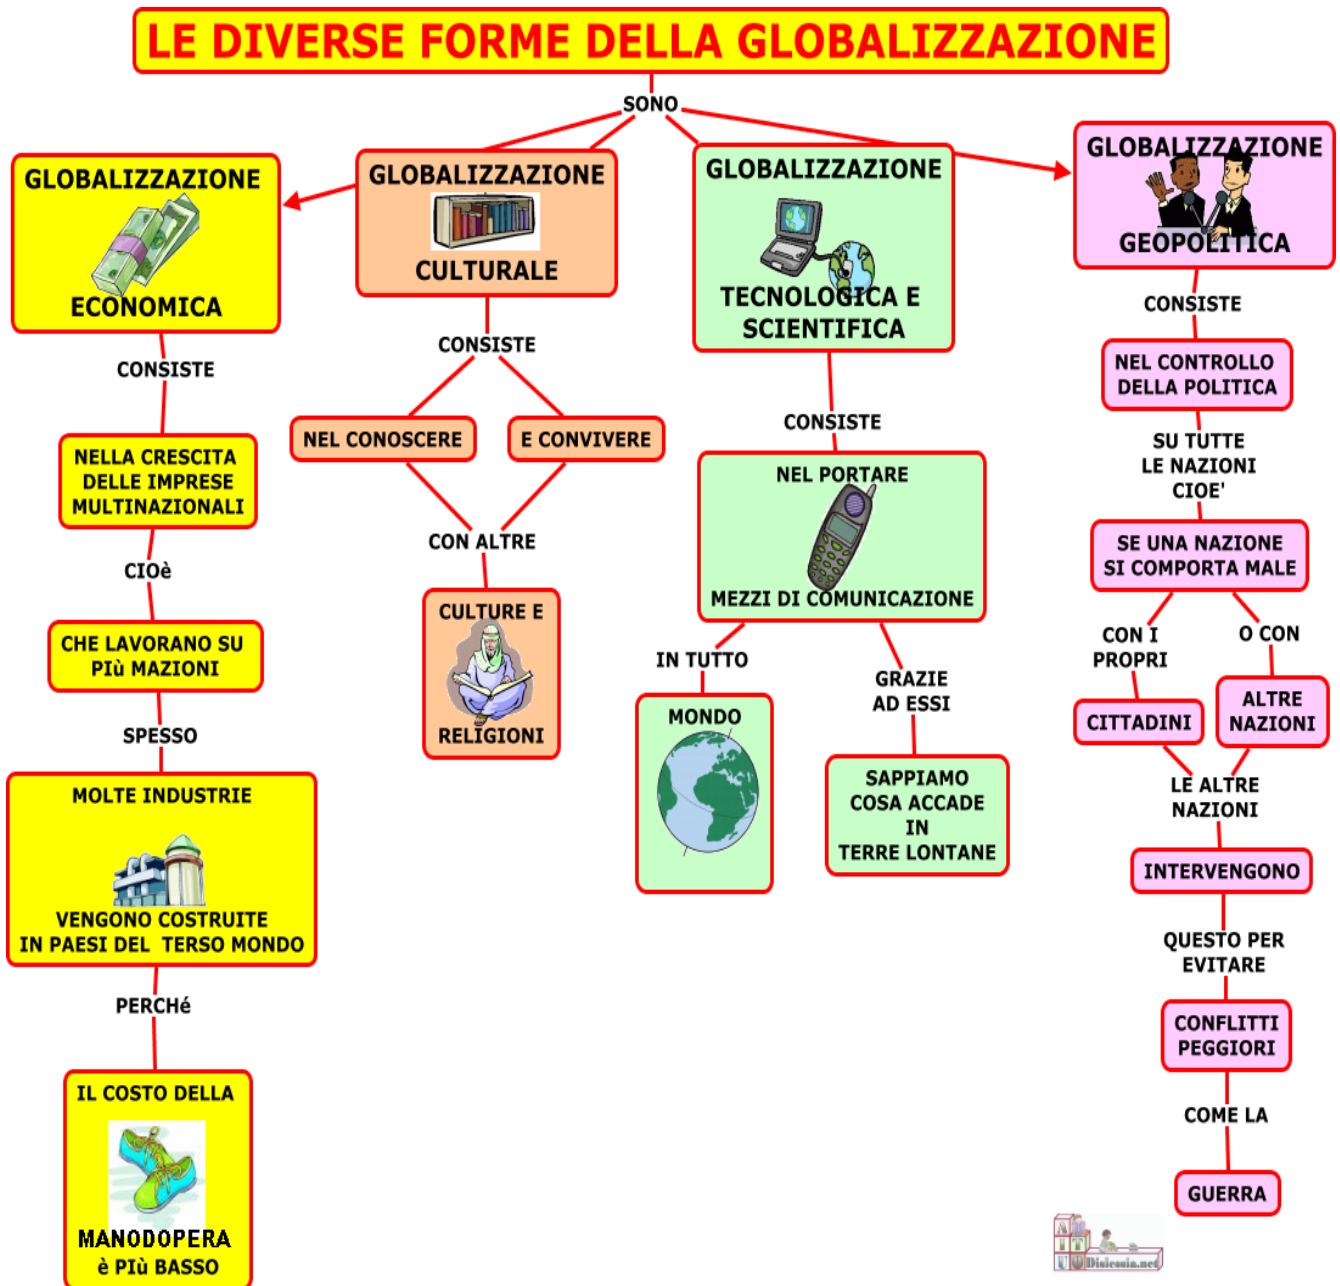 LE DIVERSE FORME DELLA GLOBALIZZAZIONE
SONO
GLOBALIZZAZIONE
ECONOMICA
CONSISTE
NELLA CRESCITA
DELLE IMPRESE
MULTINAZIONALI
CIOè
CHE LAVORANO SU
PIù MAZIONI
SPESSO
MOLTE INDUSTRIE
VENGONO COSTRUITE
IN PAESI DEL TERSO MONDO
PERCHé
IL COSTO DELLA
MANODOPERA
è PIù BASSO
GLOBALIZZAZIONE
CULTURALE
CONSISTE
NEL CONOSCERE
E CONVIVERE
CON ALTRE
CULTURE E
RELIGIONI
GLOBALIZZAZIONE
TECNOLOGICA E
SCIENTIFICA
CONSISTE
NEL PORTARE
MEZZI DI COMUNICAZIONE
IN TUTTO
MONDO
GRAZIE
AD ESSI
SAPPIAMO
COSA ACCADE
IN
TERRE LONTANE
GLOBALIZZAZIONE
GEOPOLITICA
CONSISTE
NEL CONTROLLO
DELLA POLITICA
SU TUTTE
LE NAZIONI
CIOE'
SE UNA NAZIONE
SI COMPORTA MALE
CON I
PROPRI
CITTADINI
O CON
ALTRE
NAZIONI
LE ALTRE
NAZIONI
INTERVENGONO
QUESTO PER
EVITARE
CONFLITTI
PEGGIORI
COME LA
GUERRA
Dislessia.net